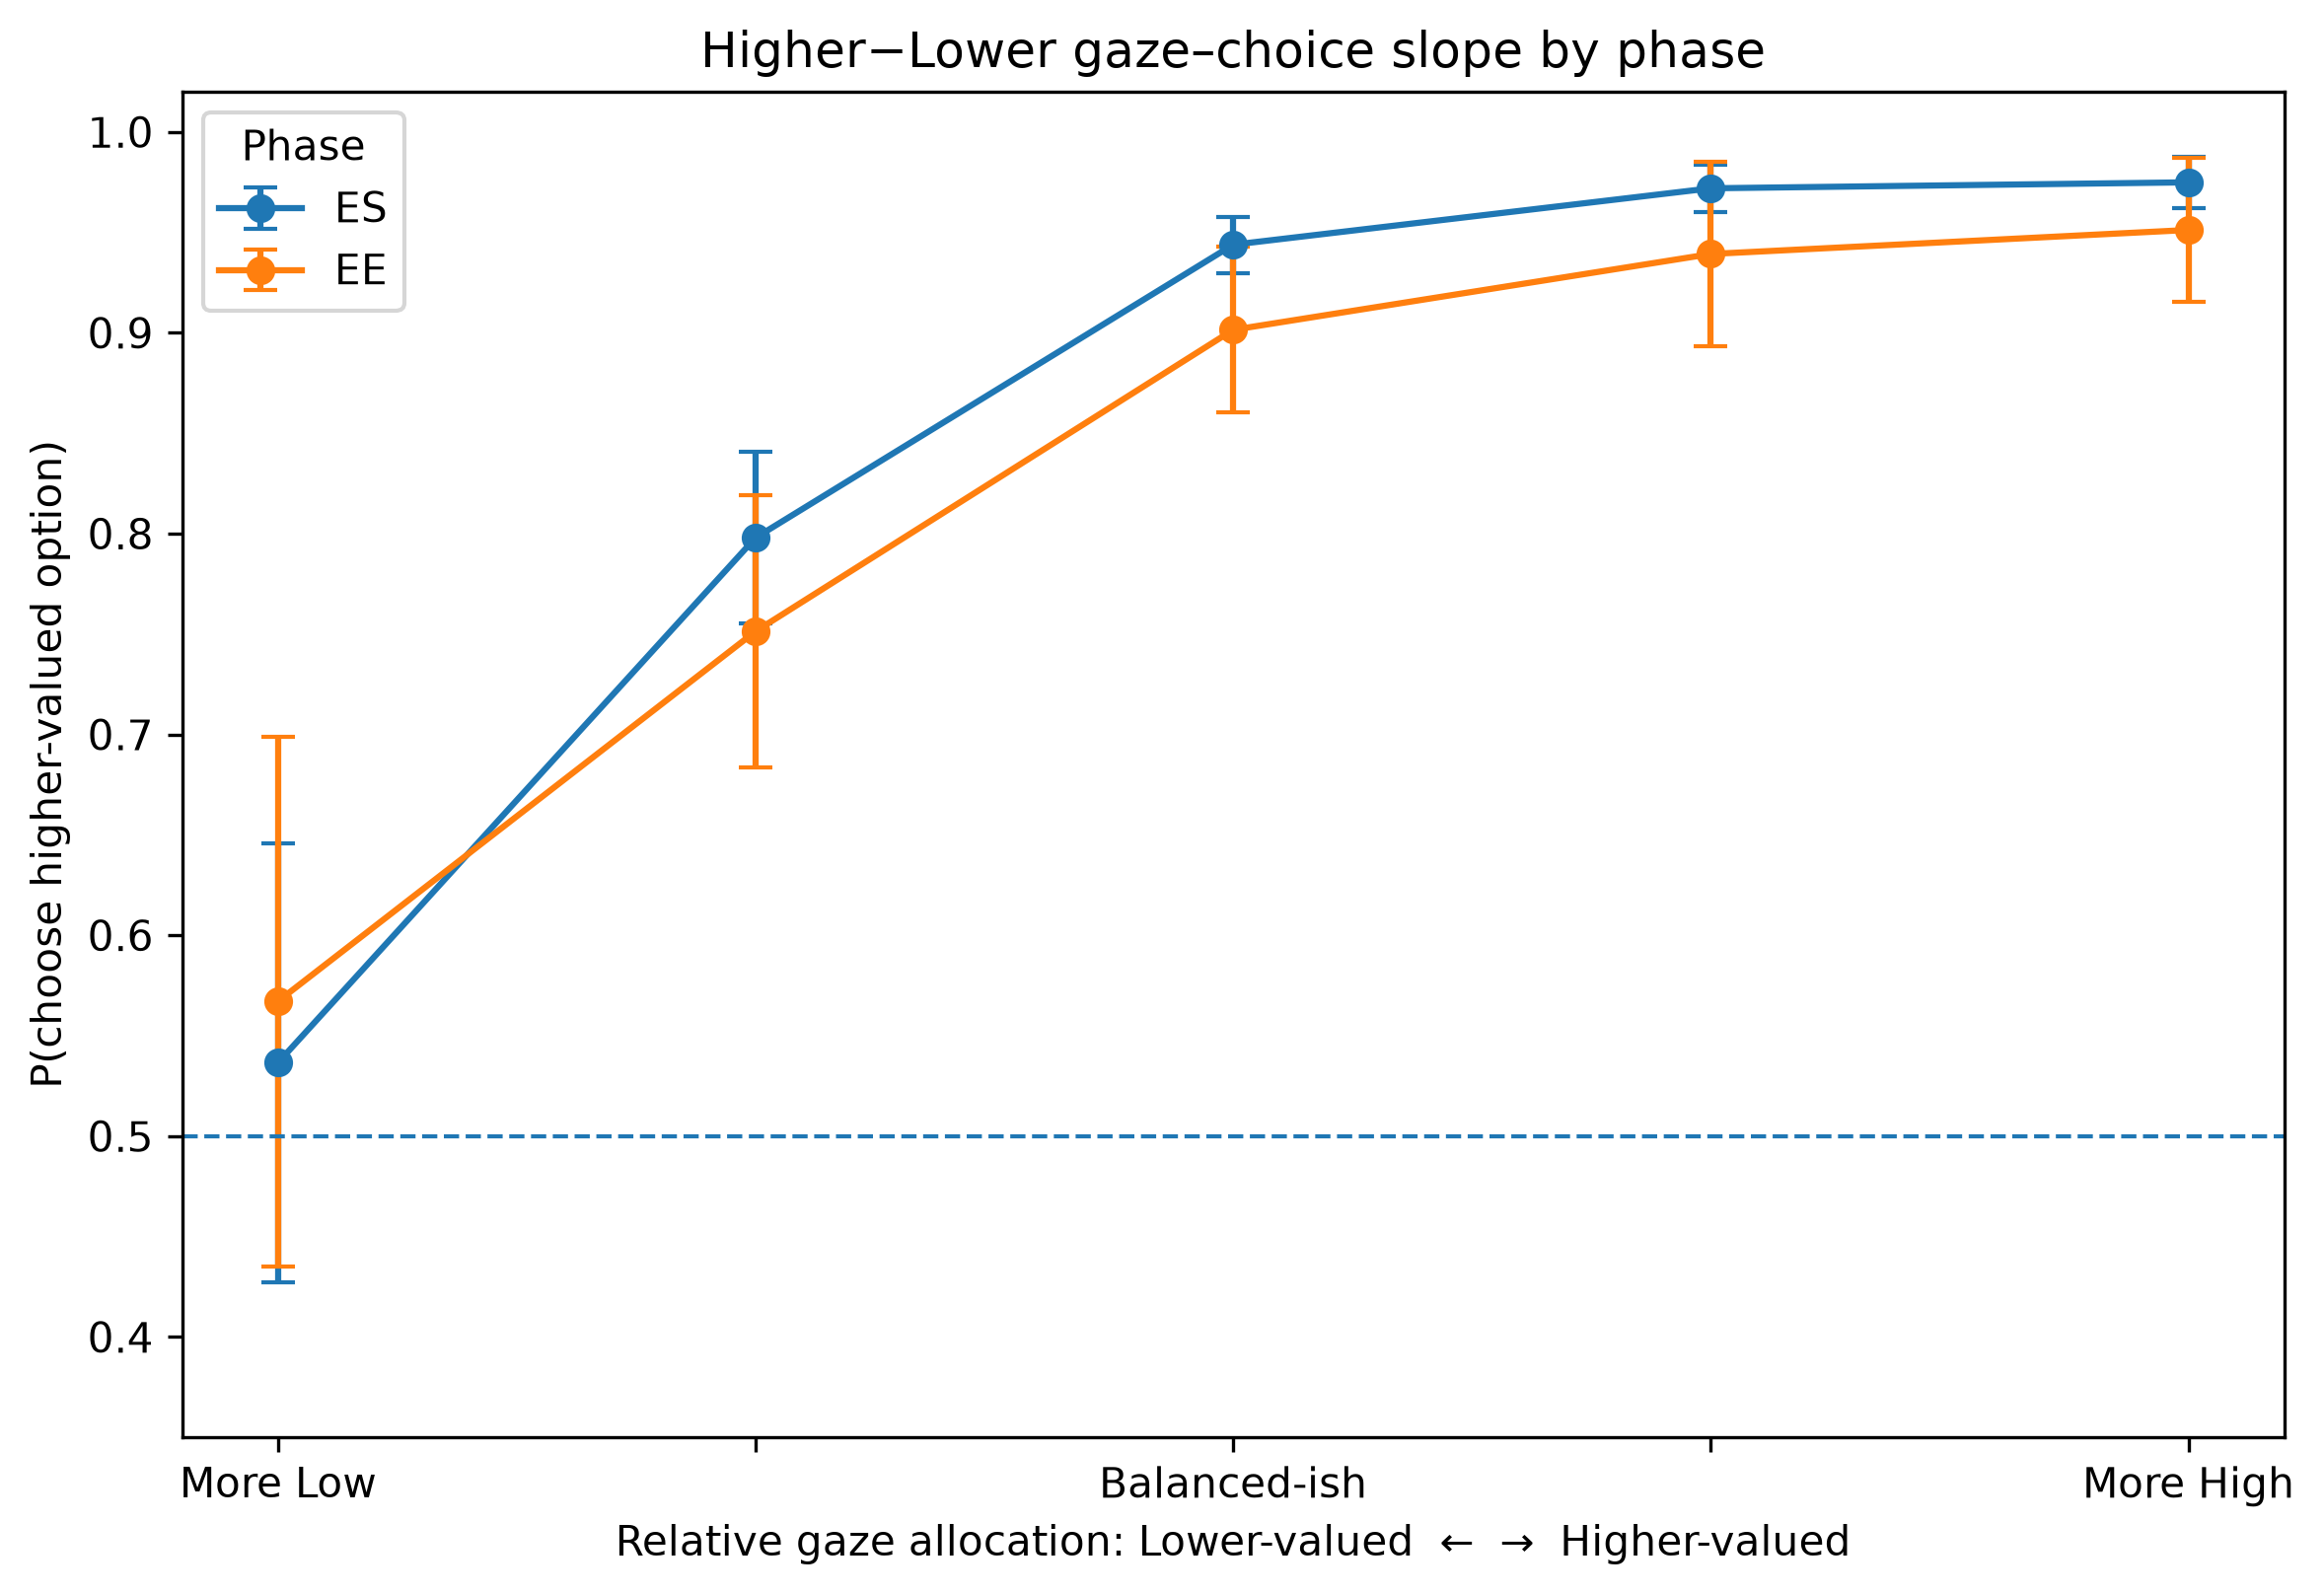 Higher−Lower gaze–choice slope by phase
Phase
ES
EE
1.0
0.9
0.8
0.7
0.6
0.5
0.4
P(choose higher-valued option)
More Low
Balanced-ish
More High
Relative gaze allocation: Lower-valued ← → Higher-valued